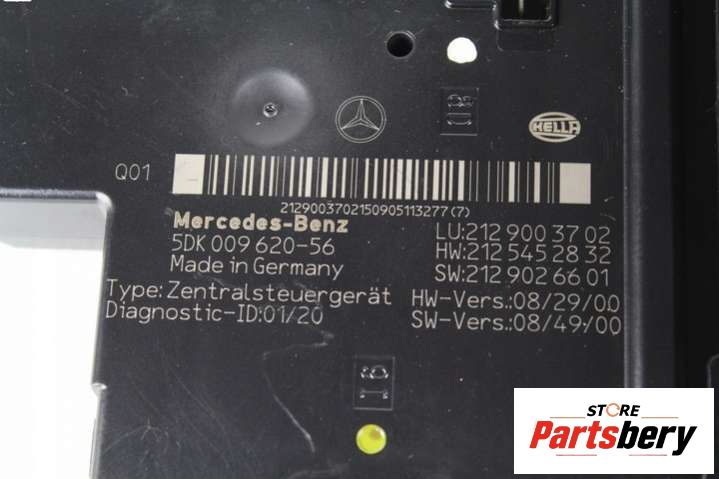 HELLA
Q01
2129003702150905113277(7)
Mercedes-Benz
5DK 009 620-56
Made in Germany
Type: Zentralsteuergerät
Diagnostic-ID:01/20
LU:212 900 37 02
HW:212 545 28 32
SW:212 902 66 01
HW-Vers.: 08/29/00
SW-Vers.: 08/49/00
STORE
Partsbery